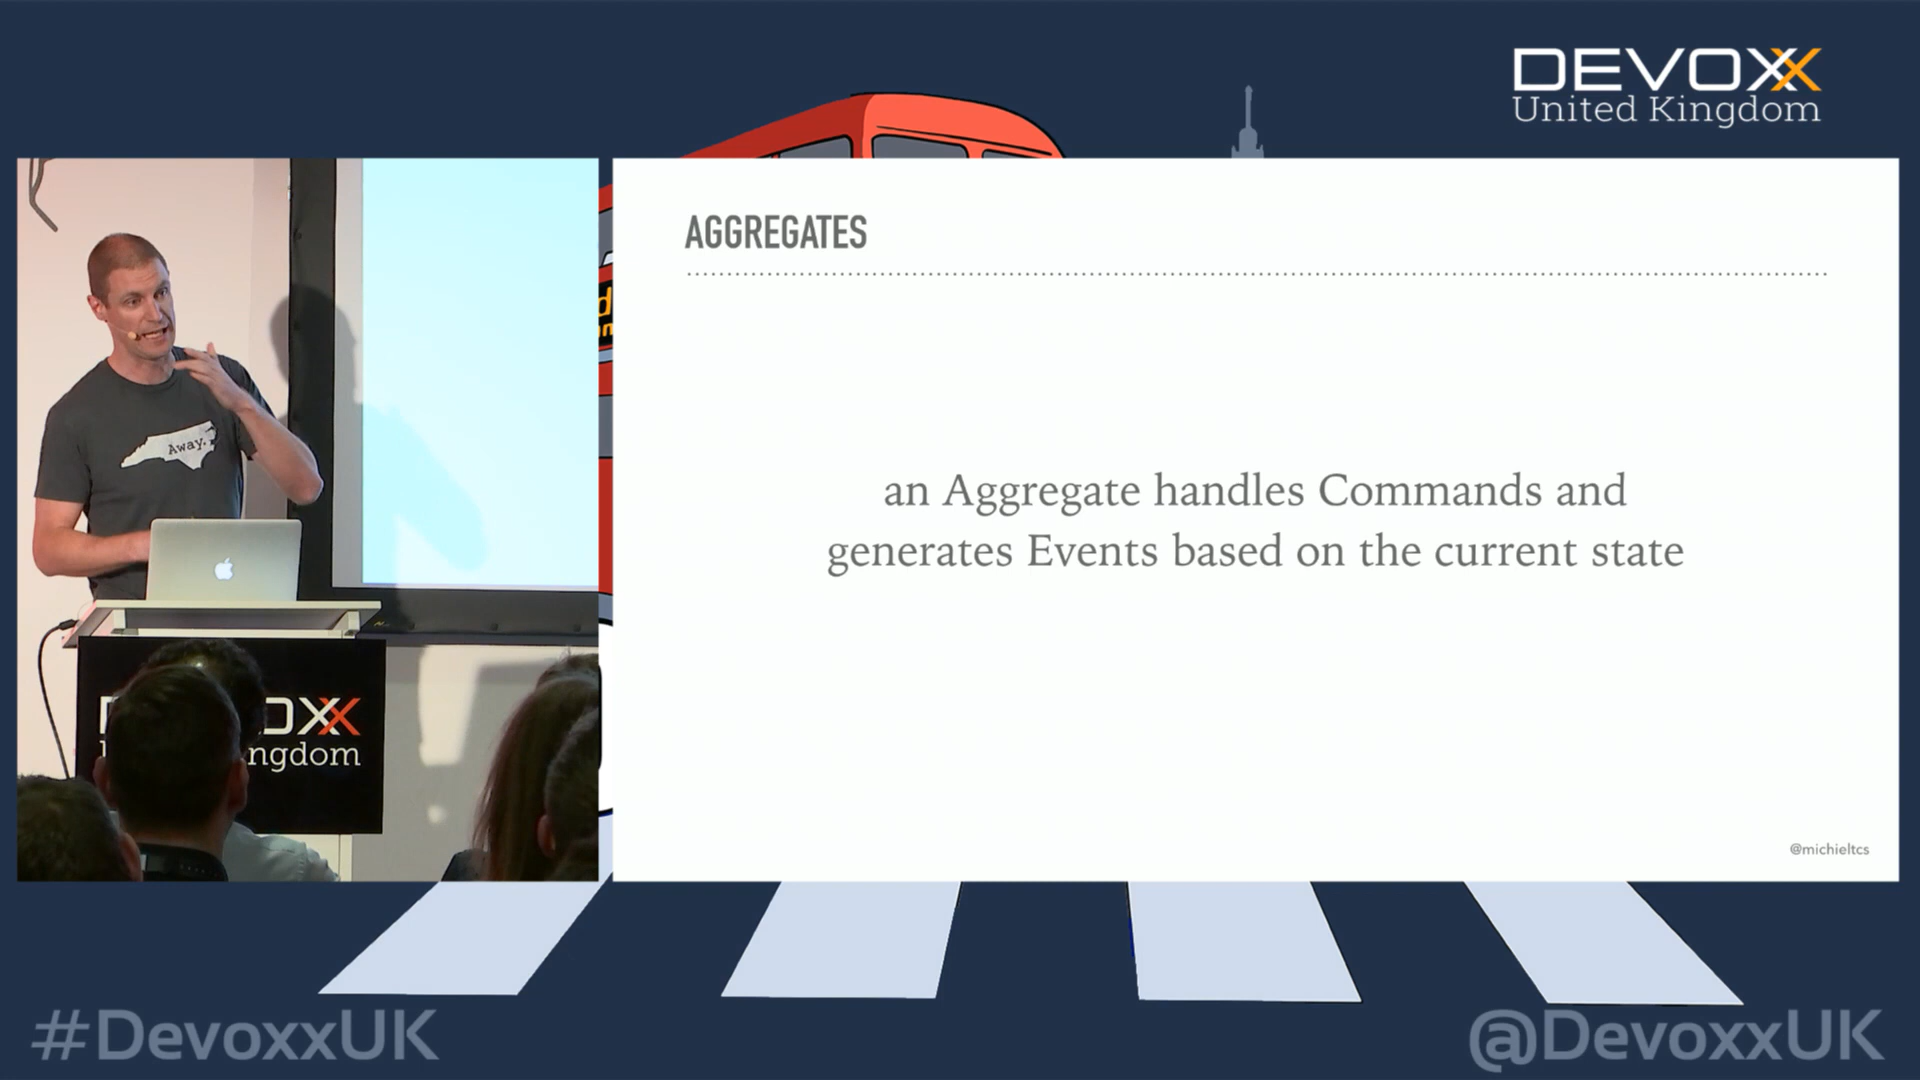 DEVOXX
United Kingdom
AGGREGATES
an Aggregate handles Commands and
generates Events based on the current state
@michieltcs
Away.
#DevoxxUK
@DevoxxUK